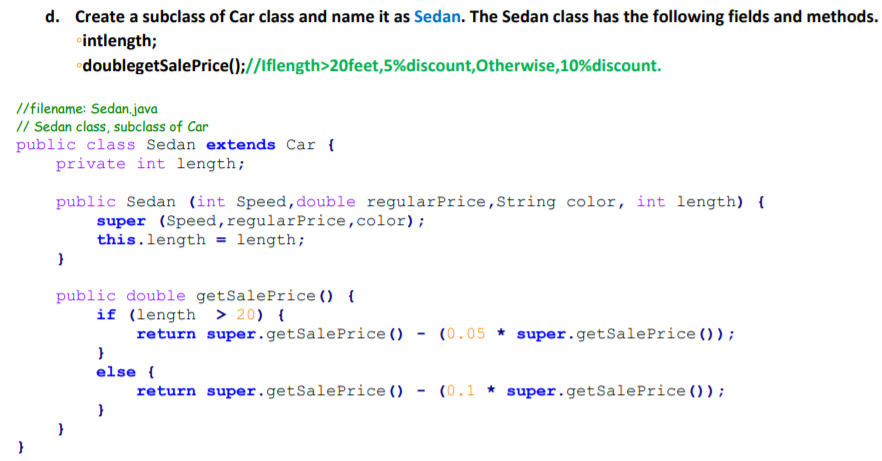 d. Create a subclass of Car class and name it as Sedan. The Sedan class has the following fields and methods.
◦intlength;
◦doublegetSalePrice();//Iflength>20feet,5%discount,Otherwise,10%discount.
//filename: Sedan.java
// Sedan class, subclass of Car
public class Sedan extends Car {
private int length;
public Sedan (int Speed,double regularPrice,String color, int length) {
super (Speed,regularPrice,color);
this.length = length;
}
public double getSalePrice() {
if (length > 20) {
return super.getSalePrice() - (0.05 * super.getSalePrice());
}
else {
return super.getSalePrice() - (0.1 * super.getSalePrice());
}
}
}